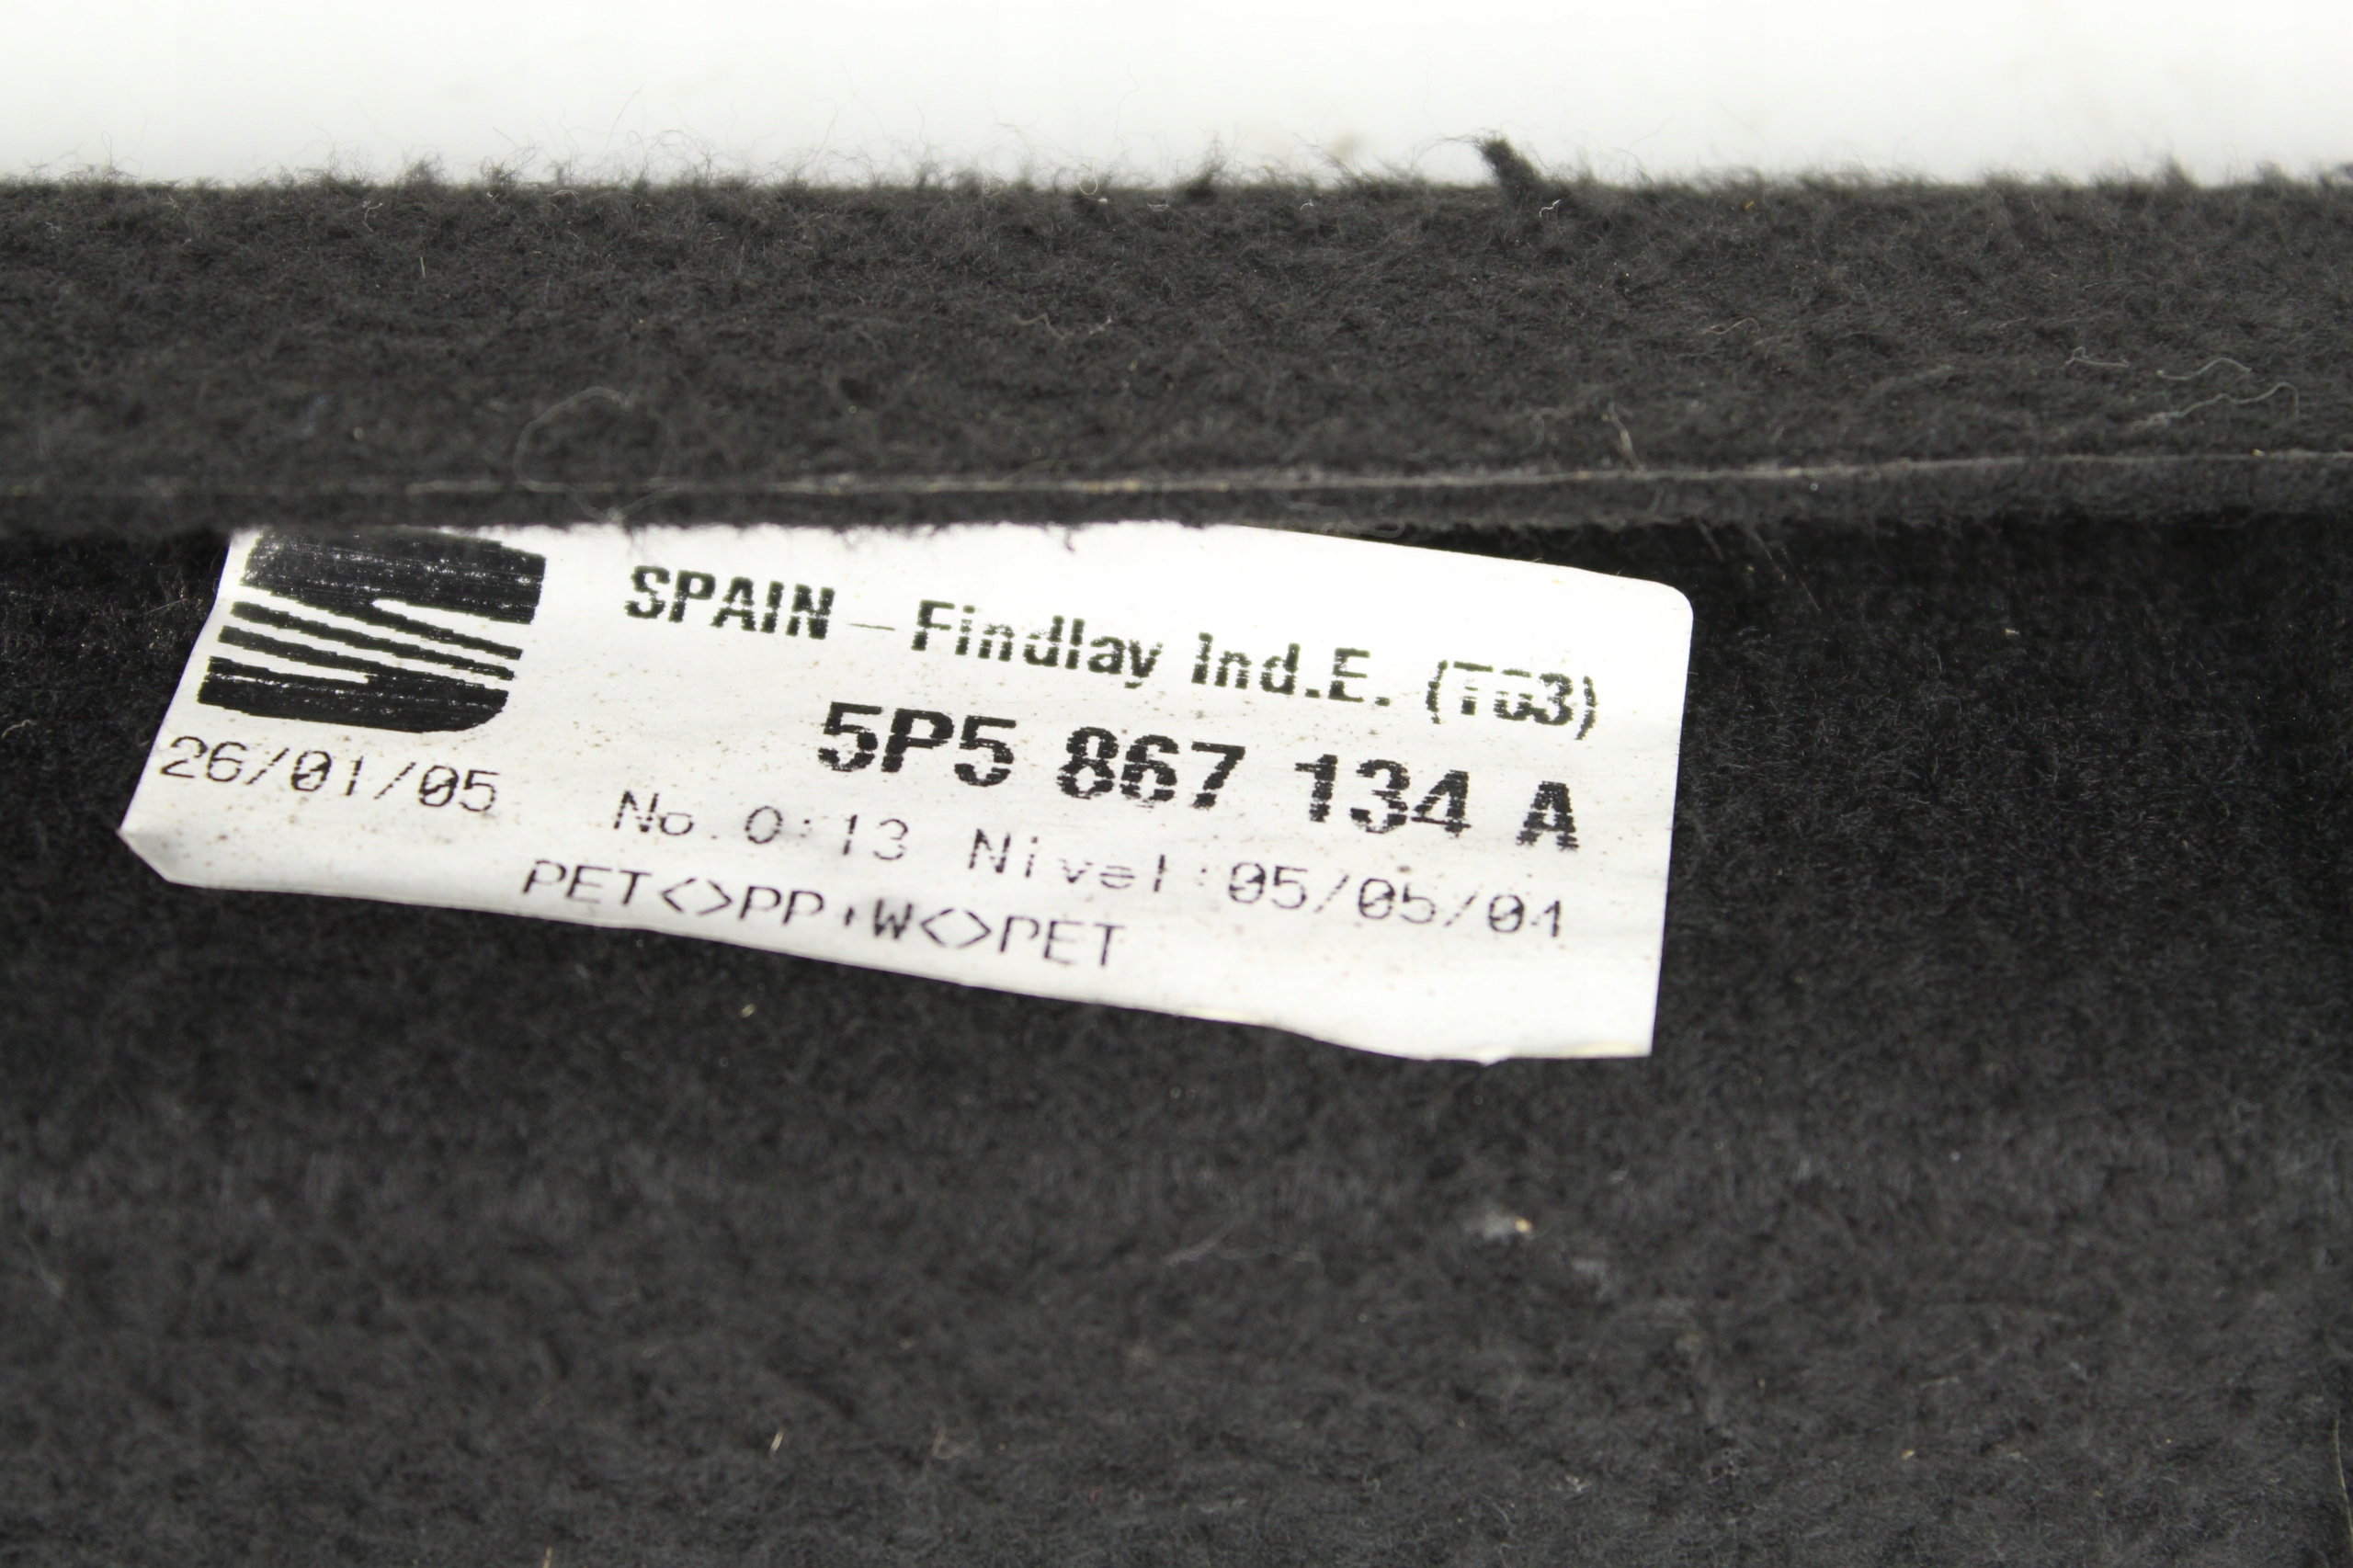 SPAIN – Findlay Ind.E. (T03)
5P5 867 134 A
26/01/05
No.0:13 Nivel:05/05/04
PET<>PP+W<>PET